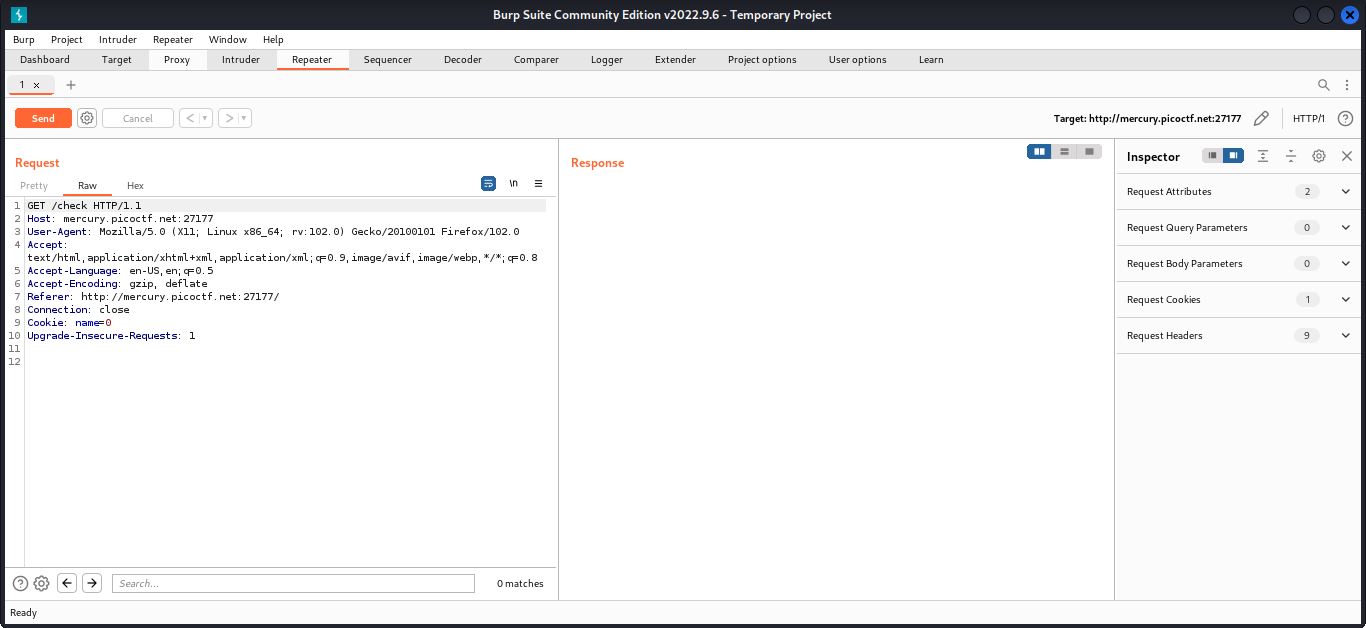 Burp Suite Community Edition v2022.9.6 - Temporary Project
Burp Project Intruder Repeater Window Help
Dashboard Target Proxy Intruder Repeater Sequencer Decoder Comparer Logger Extender Project options User options Learn
1 ×
Send Cancel < > Target: http://mercury.picoctf.net:27177 HTTP/1 ?
Request
Pretty Raw Hex \n
1 GET /check HTTP/1.1
2 Host: mercury.picoctf.net:27177
3 User-Agent: Mozilla/5.0 (X11; Linux x86_64; rv:102.0) Gecko/20100101 Firefox/102.0
4 Accept:
text/html,application/xhtml+xml,application/xml;q=0.9,image/avif,image/webp,*/*;q=0.8
5 Accept-Language: en-US,en;q=0.5
6 Accept-Encoding: gzip, deflate
7 Referer: http://mercury.picoctf.net:27177/
8 Connection: close
9 Cookie: name=0
10 Upgrade-Insecure-Requests: 1
11
12
Search... 0 matches
Response
Inspector
Request Attributes 2
Request Query Parameters 0
Request Body Parameters 0
Request Cookies 1
Request Headers 9
Ready